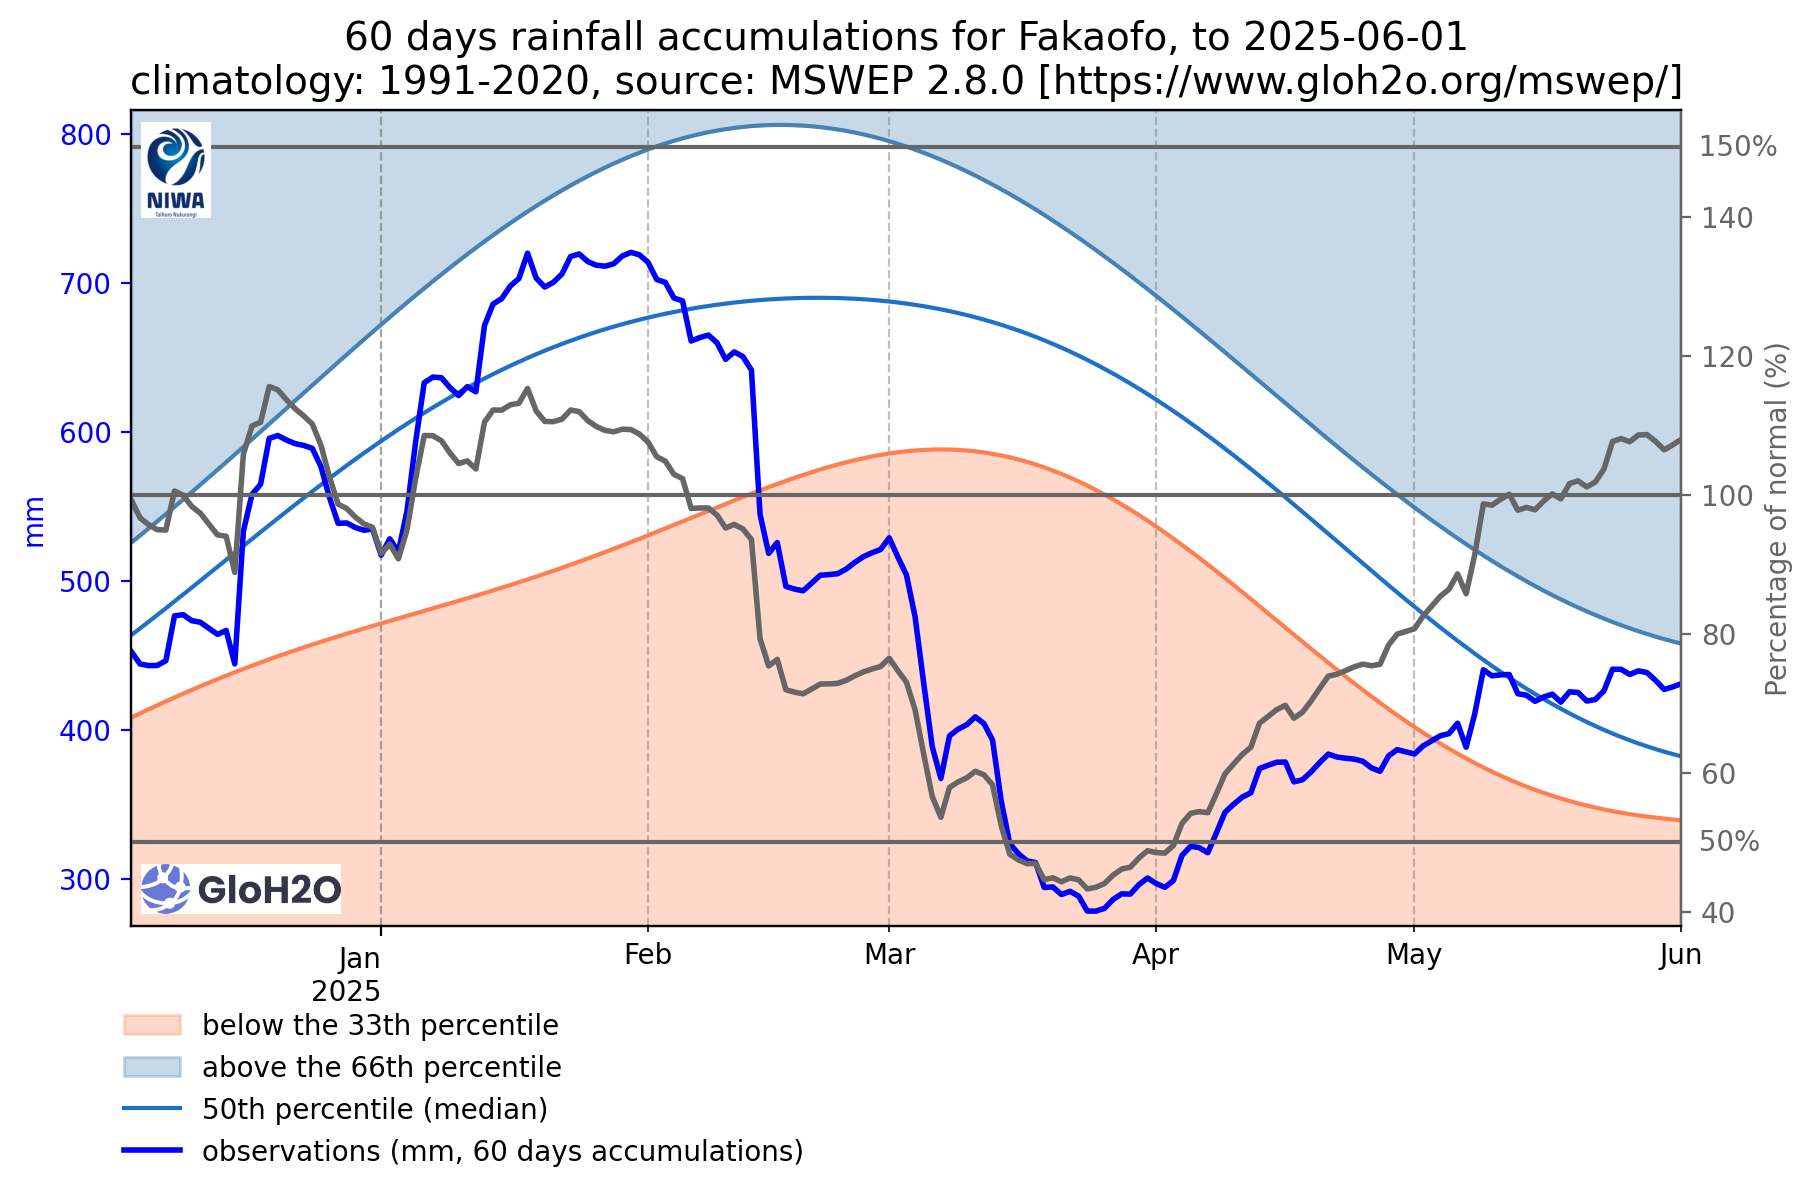 60 days rainfall accumulations for Fakaofo, to 2025-06-01
climatology: 1991-2020, source: MSWEP 2.8.0 [https://www.gloh2o.org/mswep/]
800
700
600
500
400
300
mm
NIWA
Taihoro Nukurangi
GloH2O
150%
140
120
100
80
60
50%
40
Percentage of normal (%)
Jan
2025
Feb
Mar
Apr
May
Jun
below the 33th percentile
above the 66th percentile
50th percentile (median)
observations (mm, 60 days accumulations)